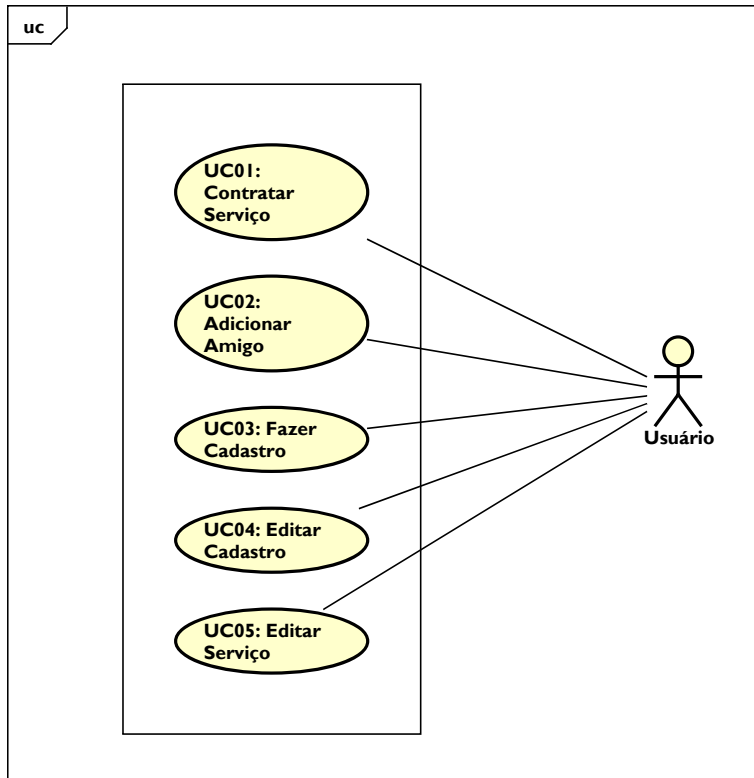 uc
UC01:
Contratar
Serviço
UC02:
Adicionar
Amigo
UC03: Fazer
Cadastro
UC04: Editar
Cadastro
UC05: Editar
Serviço
Usuário